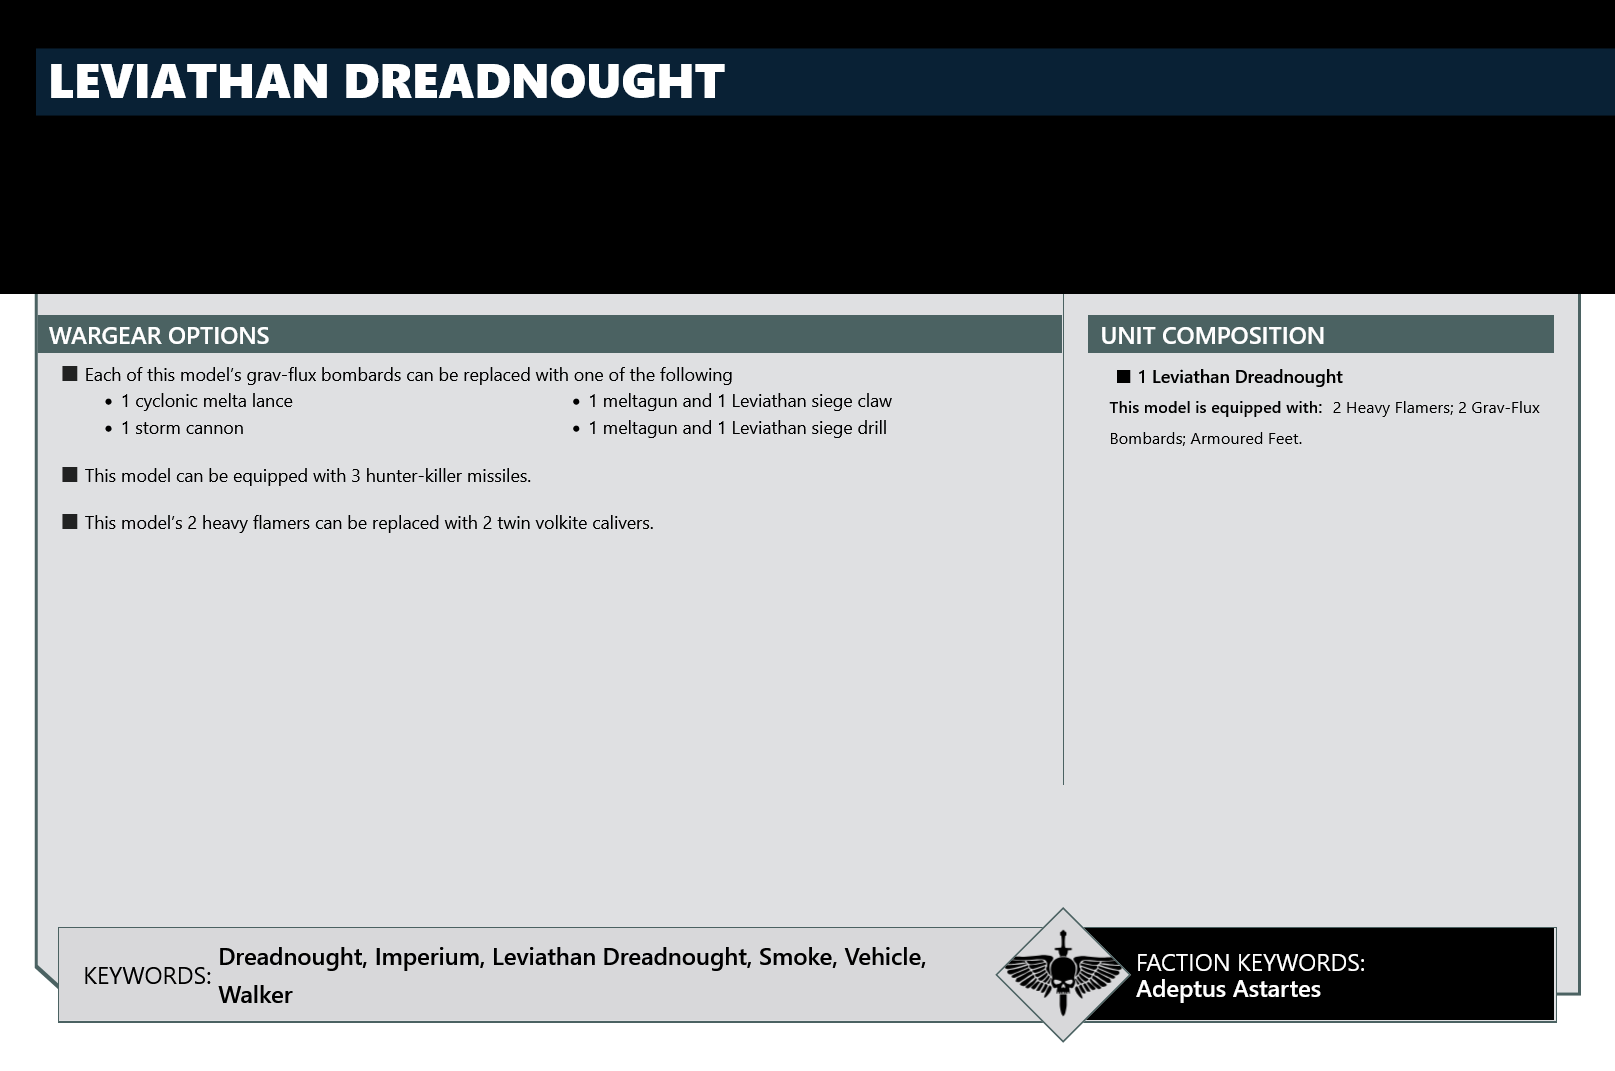 LEVIATHAN DREADNOUGHT
WARGEAR OPTIONS
■ Each of this model’s grav-flux bombards can be replaced with one of the following
• 1 cyclonic melta lance
• 1 storm cannon
• 1 meltagun and 1 Leviathan siege claw
• 1 meltagun and 1 Leviathan siege drill
■ This model can be equipped with 3 hunter-killer missiles.
■ This model’s 2 heavy flamers can be replaced with 2 twin volkite calivers.
UNIT COMPOSITION
■ 1 Leviathan Dreadnought
This model is equipped with: 2 Heavy Flamers; 2 Grav-Flux
Bombards; Armoured Feet.
KEYWORDS:
Dreadnought, Imperium, Leviathan Dreadnought, Smoke, Vehicle,
Walker
FACTION KEYWORDS:
Adeptus Astartes